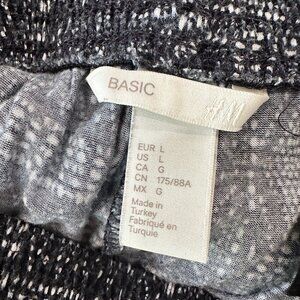 BASIC
H&M
EUR L
US L
CA G
CN 175/88A
MX G
Made in
Turkey
Fabriqué en
Turquie